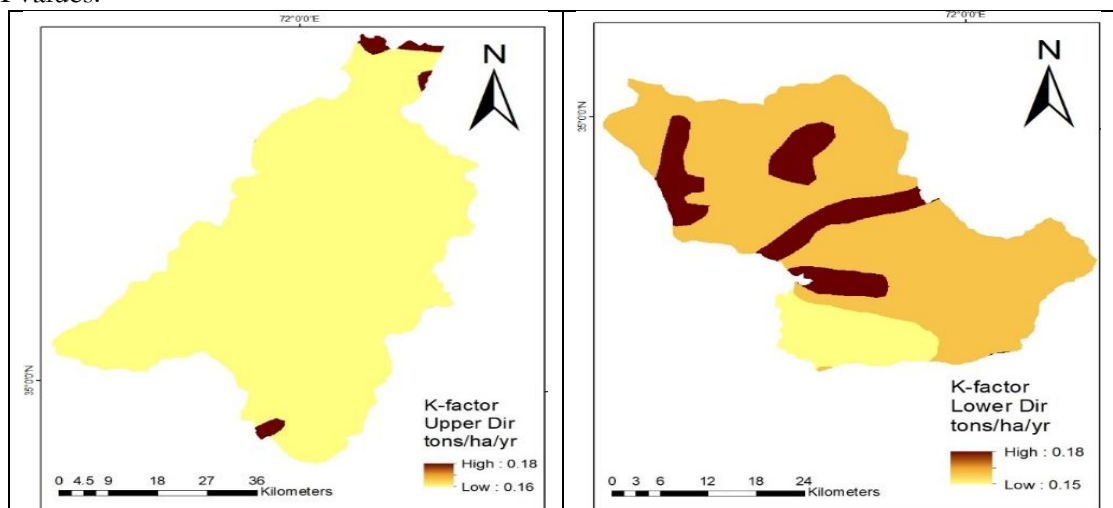 72°0'0"E
N
35°0'0"N
K-factor
Upper Dir
tons/ha/yr
High : 0.18
Low : 0.16
0 4.5 9 18 27 36
Kilometers
72°0'0"E
N
35°0'0"N
K-factor
Lower Dir
tons/ha/yr
High : 0.18
Low : 0.15
0 3 6 12 18 24
Kilometers